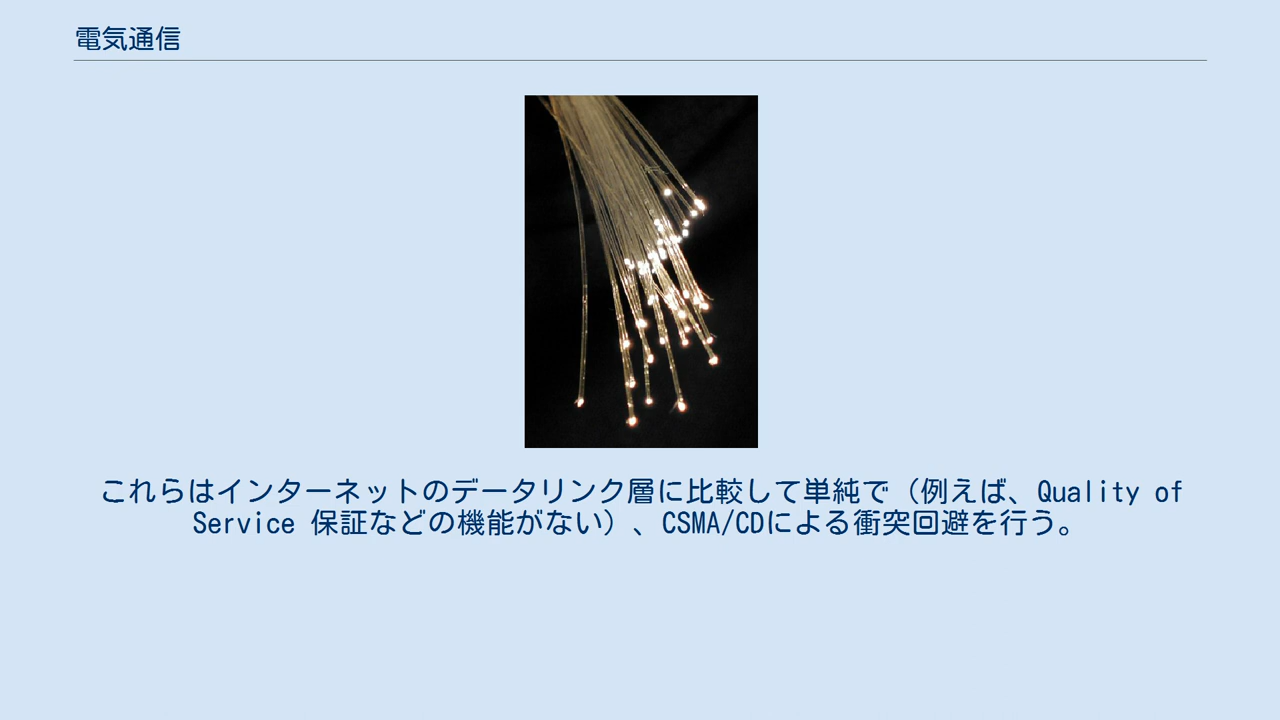 電気通信
これらはインターネットのデータリンク層に比較して単純で（例えば、Quality of
Service 保証などの機能がない）、CSMA/CDによる衝突回避を行う。